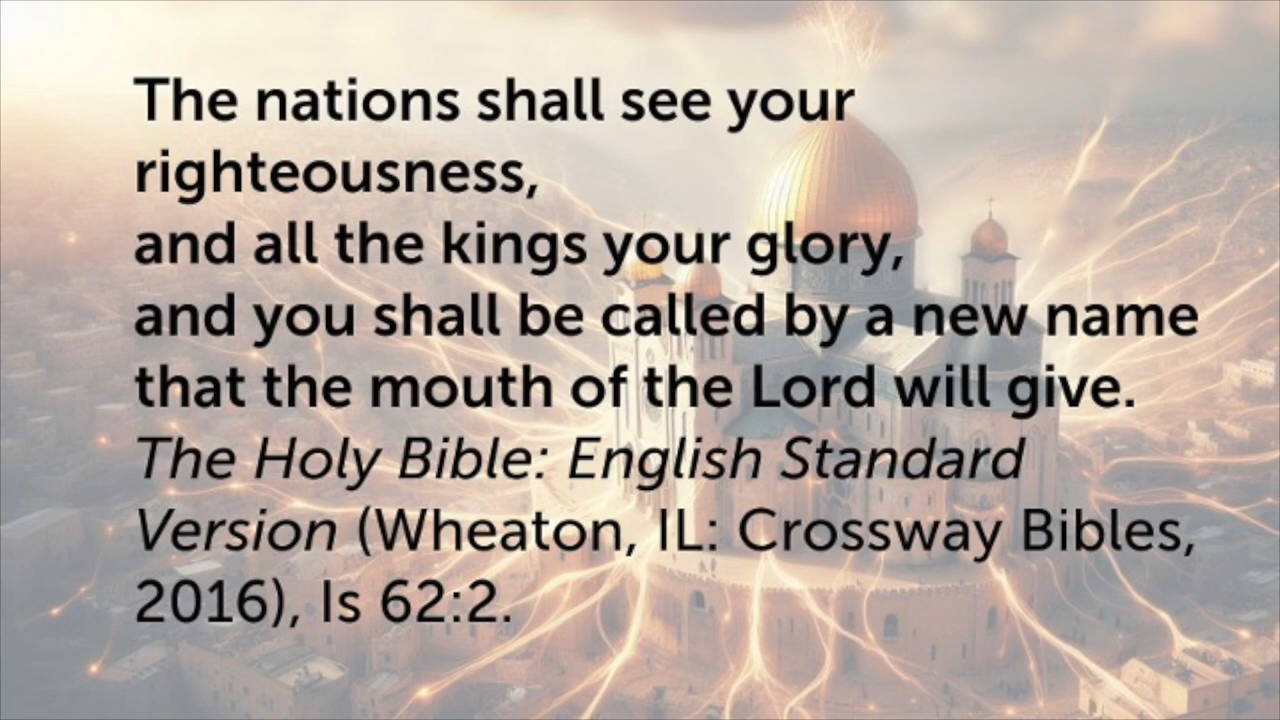 The nations shall see your
righteousness,
and all the kings your glory,
and you shall be called by a new name
that the mouth of the Lord will give.
The Holy Bible: English Standard
Version (Wheaton, IL: Crossway Bibles,
2016), Is 62:2.